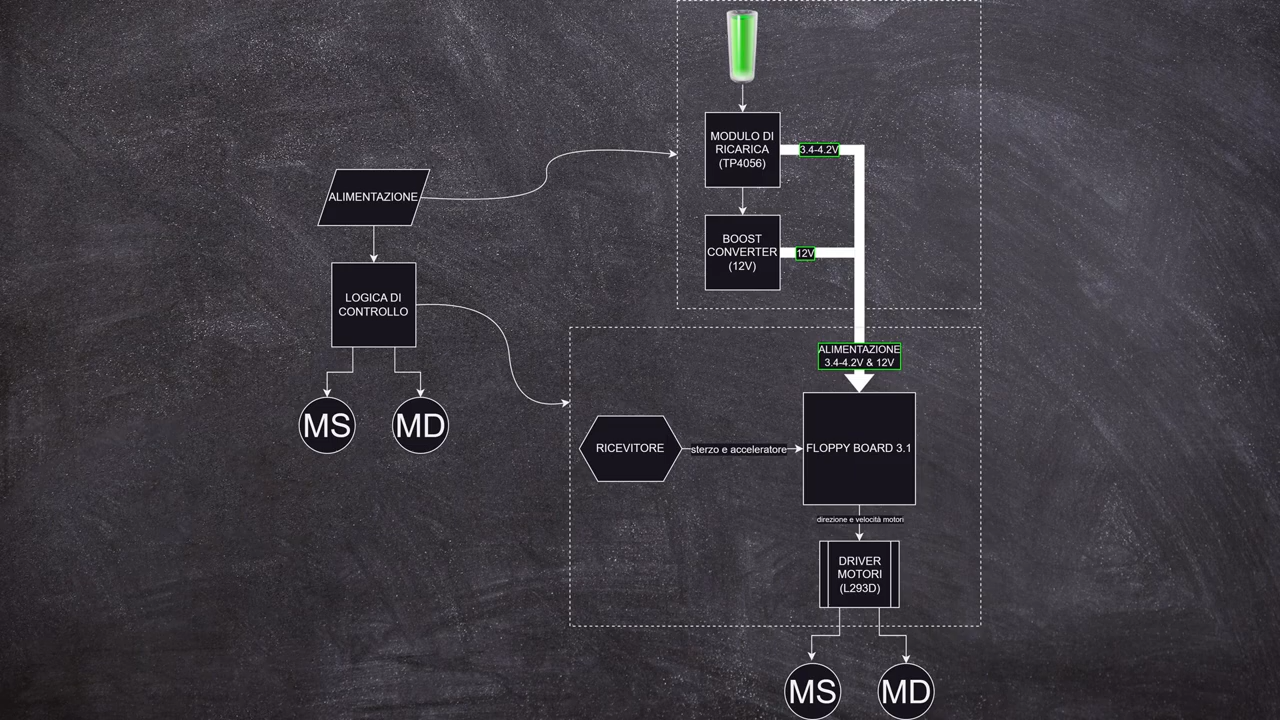 MODULO DI
RICARICA
(TP4056)
3.4-4.2V
ALIMENTAZIONE
BOOST
CONVERTER
(12V)
12V
LOGICA DI
CONTROLLO
ALIMENTAZIONE
3.4-4.2V & 12V
MS
MD
RICEVITORE
sterzo e acceleratore
FLOPPY BOARD 3.1
direzione e velocità motori
DRIVER
MOTORI
(L293D)
MS
MD